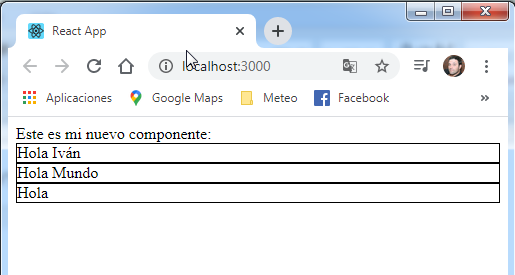 React App
localhost:3000
Aplicaciones Google Maps Meteo Facebook
Este es mi nuevo componente:
Hola Iván
Hola Mundo
Hola